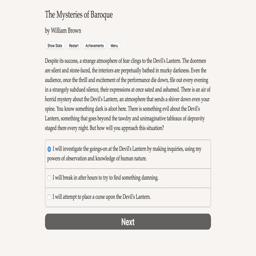 The Mysteries of Baroque
by William Brown
Show Stats Restart Achievements Menu
Despite its success, a strange atmosphere of fear clings to the Devil's Lantern. The doormen
are silent and stone-faced, the interiors are perpetually bathed in murky darkness. Even the
audience, once the thrill and excitement of the performance die down, file out every evening
in a strangely subdued silence, their expressions at once sated and ashamed. There is an air of
horrid mystery about the Devil's Lantern, an atmosphere that sends a shiver down even your
spine. You know something dark is afoot here. There is something evil about the Devil's
Lantern, something that goes beyond the tawdry and unimaginative tableaus of depravity
staged there every night. But how will you approach this situation?
I will investigate the goings-on at the Devil's Lantern by making inquiries, using my
powers of observation and knowledge of human nature.
I will break in after hours to try to find something damning.
I will attempt to place a curse upon the Devil's Lantern.
Next